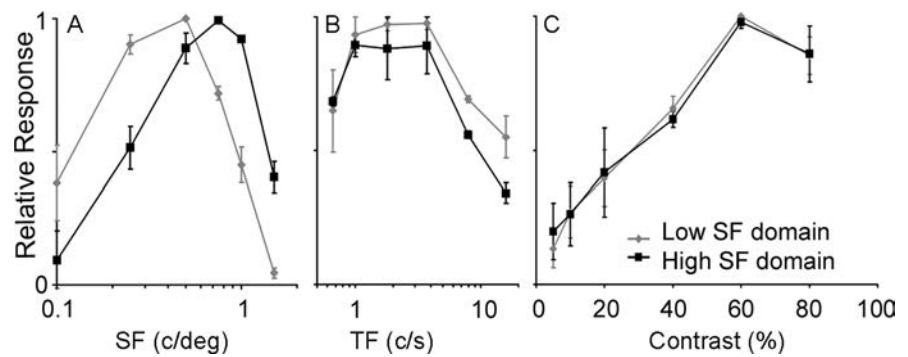 A
B
C
1
Relative Response
1
0.1
1
SF (c/deg)
1
10
TF (c/s)
0
20
40
60
80
100
Contrast (%)
Low SF domain
High SF domain